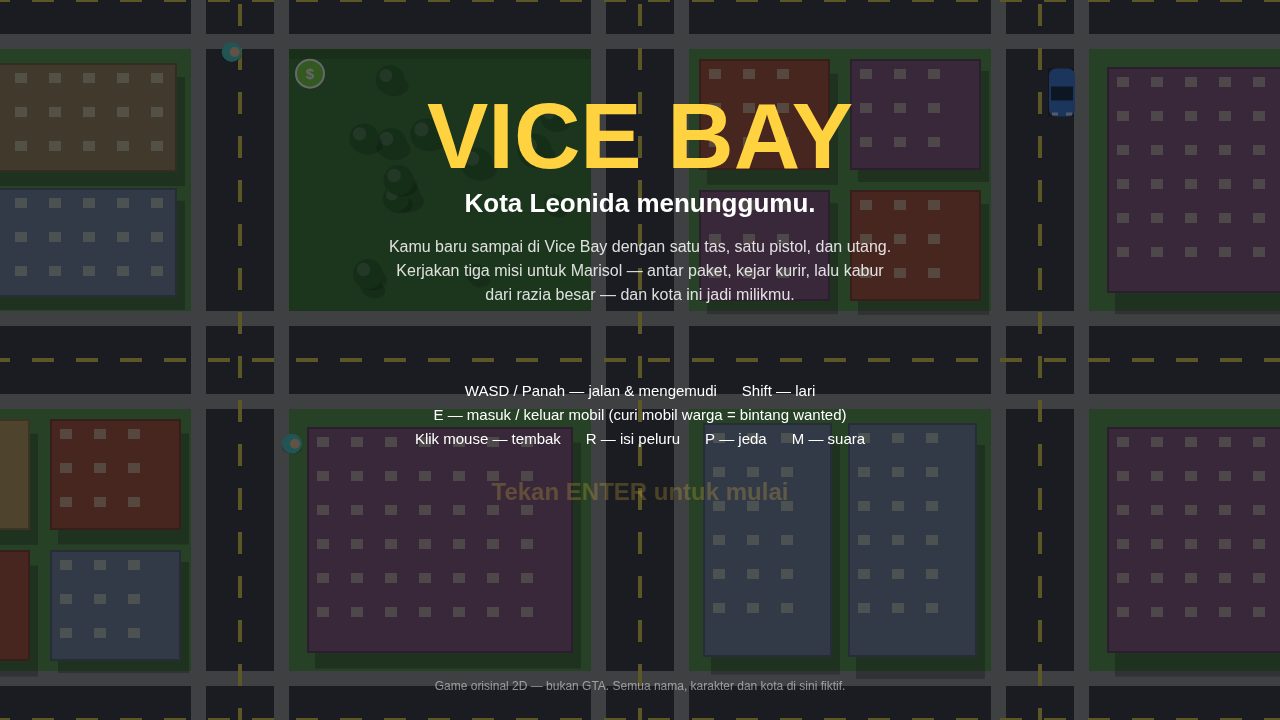 $
VICE BAY
Kota Leonida menunggumu.
Kamu baru sampai di Vice Bay dengan satu tas, satu pistol, dan utang.
Kerjakan tiga misi untuk Marisol — antar paket, kejar kurir, lalu kabur
dari razia besar — dan kota ini jadi milikmu.
WASD / Panah — jalan & mengemudi Shift — lari
E — masuk / keluar mobil (curi mobil warga = bintang wanted)
Klik mouse — tembak R — isi peluru P — jeda M — suara
Tekan ENTER untuk mulai
Game orisinal 2D — bukan GTA. Semua nama, karakter dan kota di sini fiktif.